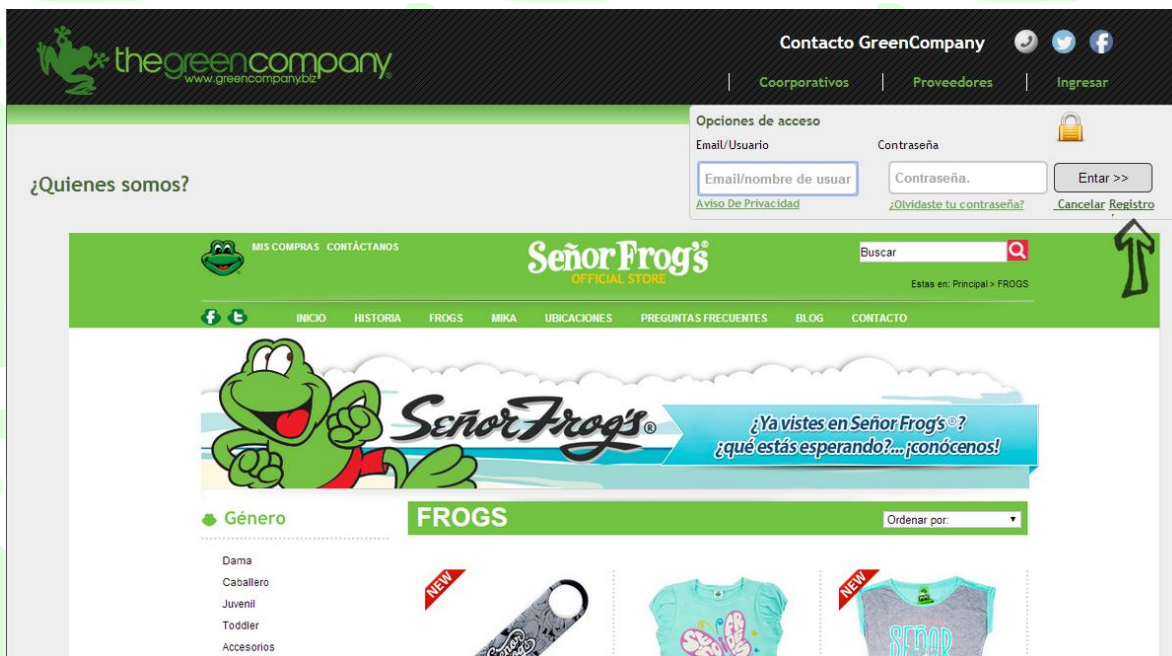 thegreencompany
www.greencompany.biz
Contacto GreenCompany
Coorporativos
Proveedores
Ingresar
Opciones de acceso
Email/Usuario
Contraseña
Email/nombre de usuar
Contraseña.
Entar >>
Aviso De Privacidad
¿Olvidaste tu contraseña?
Cancelar Registro
¿Quienes somos?
MIS COMPRAS CONTÁCTANOS
Señor Frog's®
OFFICIAL STORE
Buscar
Estas en: Principal > FROGS
INICIO HISTORIA FROGS MIKA UBICACIONES PREGUNTAS FRECUENTES BLOG CONTACTO
Señor Frog's®
¿Ya vistes en Señor Frog's®?
¿qué estás esperando?...¡conócenos!
Género
FROGS
Ordenar por:
Dama
Caballero
Juvenil
Toddler
Accesorios
NEW
NEW
SEÑOR